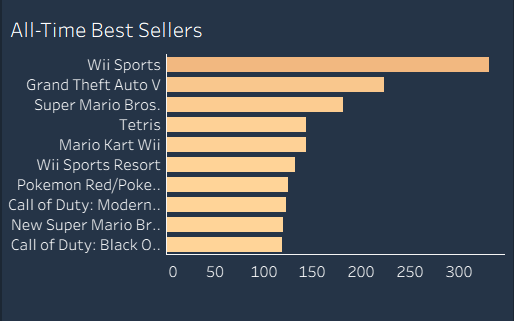 All-Time Best Sellers
Wii Sports
Grand Theft Auto V
Super Mario Bros.
Tetris
Mario Kart Wii
Wii Sports Resort
Pokemon Red/Poke..
Call of Duty: Modern..
New Super Mario Br..
Call of Duty: Black O..
0 50 100 150 200 250 300